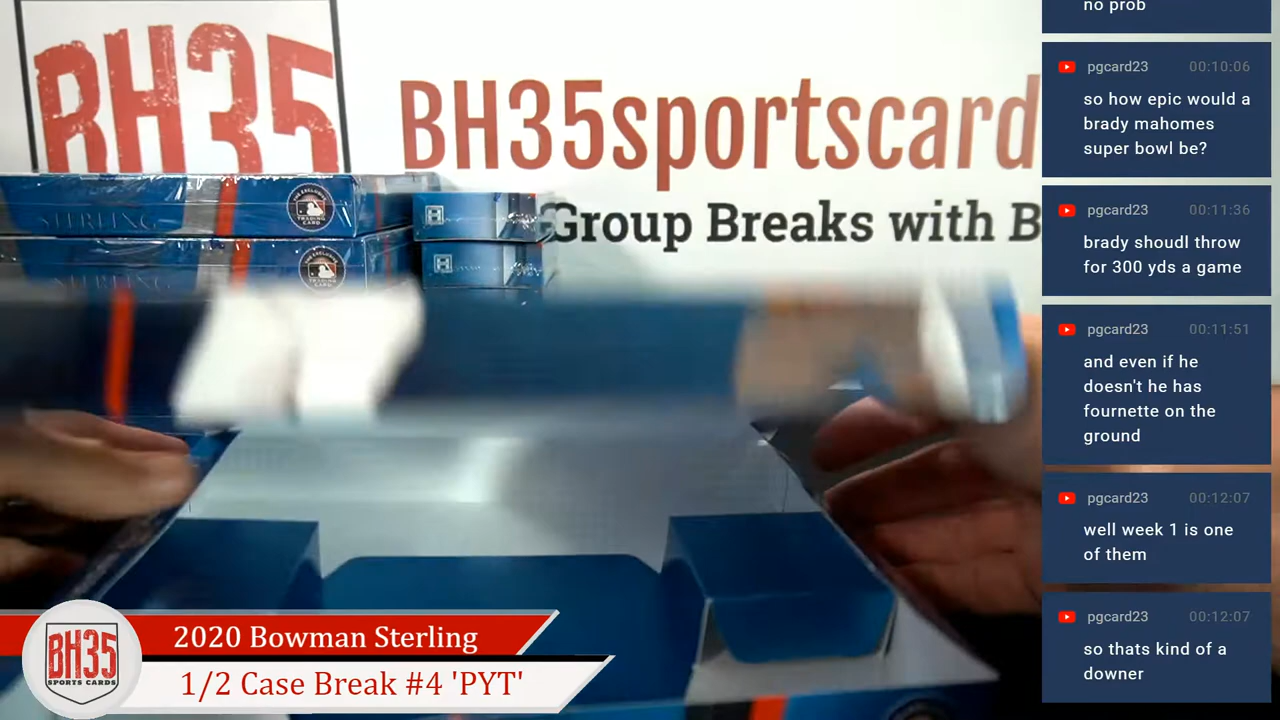 BH35
BH35sportscard
Group Breaks with B
STERLING
STERLING
2020 Bowman Sterling
1/2 Case Break #4 'PYT'
BH35
SPORTS CARDS
no prob
pgcard23 00:10:06
so how epic would a
brady mahomes
super bowl be?
pgcard23 00:11:36
brady shoudl throw
for 300 yds a game
pgcard23 00:11:51
and even if he
doesn't he has
fournette on the
ground
pgcard23 00:12:07
well week 1 is one
of them
pgcard23 00:12:07
so thats kind of a
downer